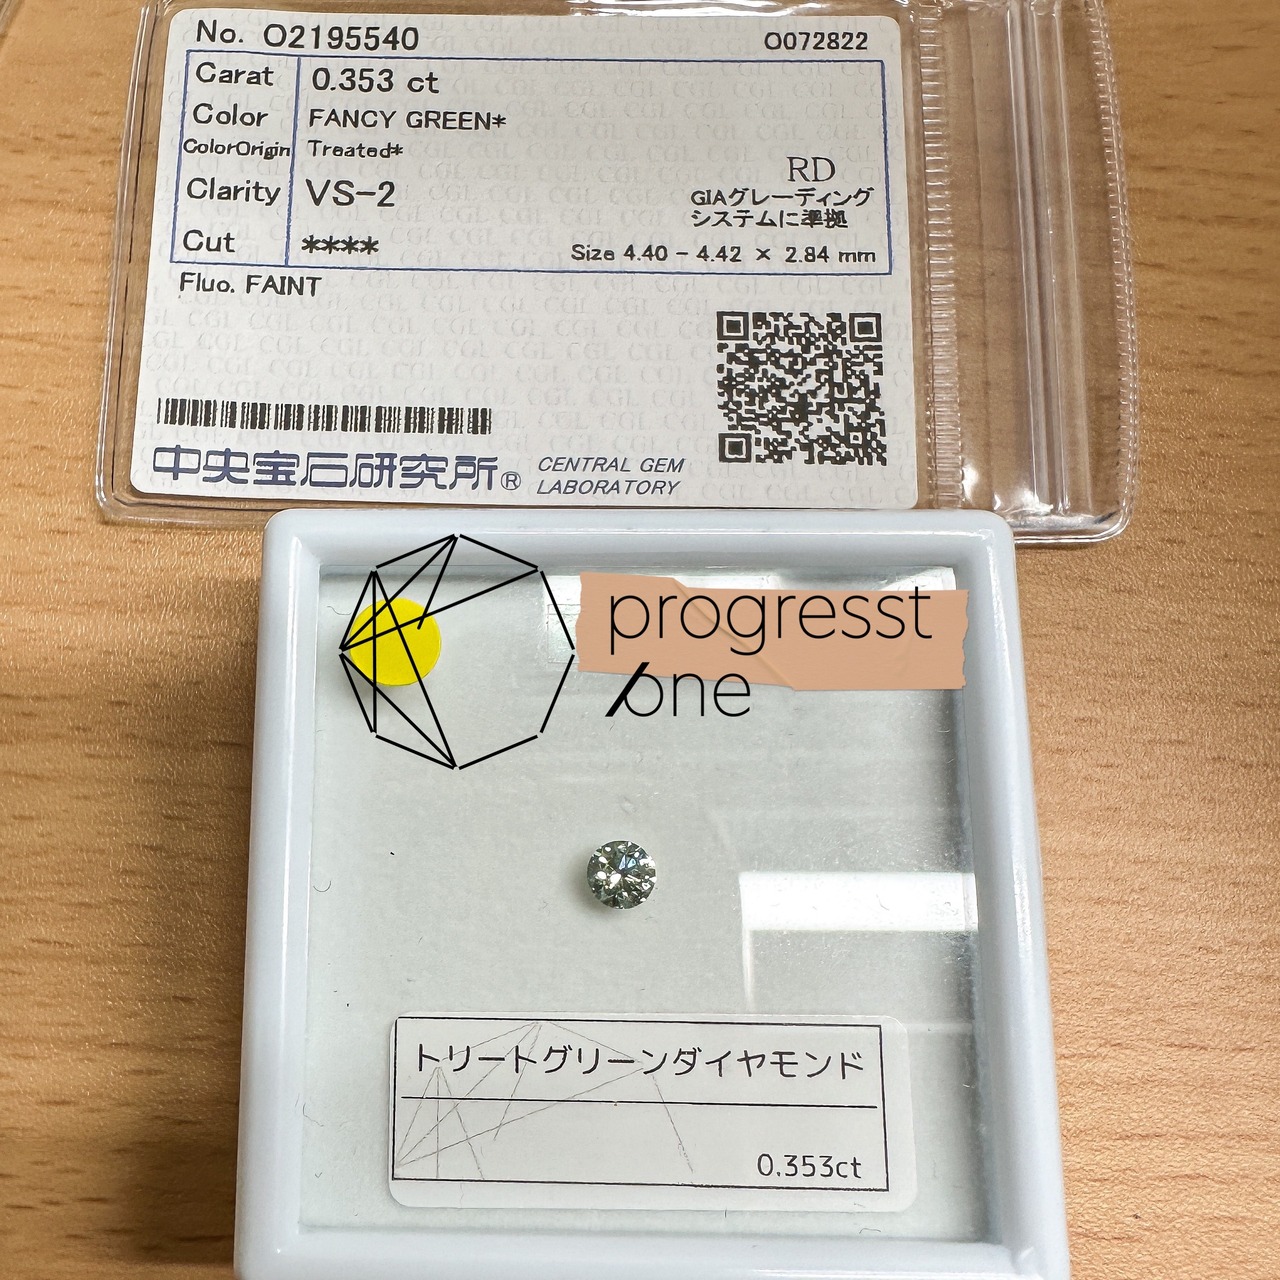 No. O2195540
O072822
Carat 0.353 ct
Color FANCY GREEN*
ColorOrigin Treated*
Clarity VS-2
RD
GIAグレーディング
システムに準拠
Cut ****
Size 4.40 - 4.42 × 2.84 mm
Fluo. FAINT
中央宝石研究所® CENTRAL GEM
LABORATORY
progresst
one
トリートグリーンダイヤモンド
0.353ct